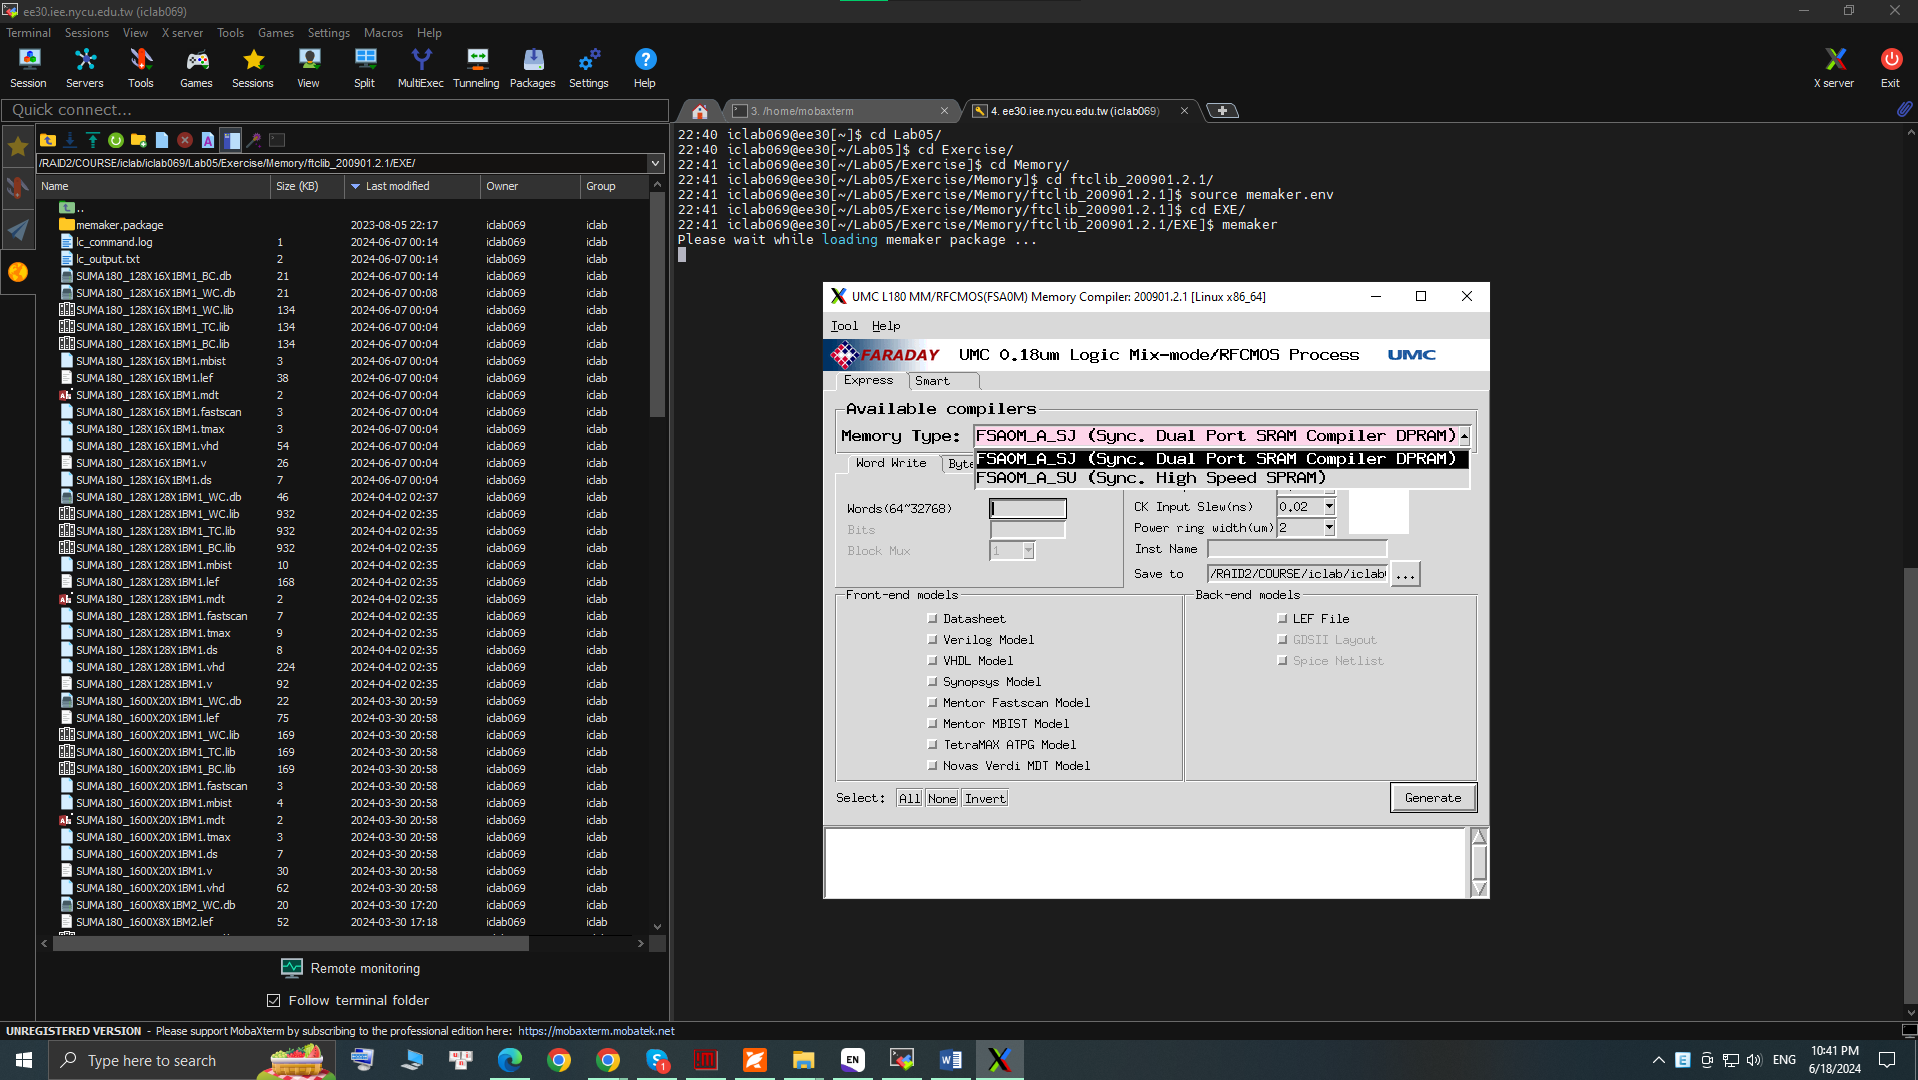 ee30.iee.nycu.edu.tw (iclab069)
Terminal Sessions View X server Tools Games Settings Macros Help
Session Servers Tools Games Sessions View Split MultiExec Tunneling Packages Settings Help X server Exit
Quick connect...
3. /home/mobaxterm
4. ee30.iee.nycu.edu.tw (iclab069)
/RAID2/COURSE/iclab/iclab069/Lab05/Exercise/Memory/ftclib_200901.2.1/EXE/
Name Size (KB) Last modified Owner Group
..
memaker.package 2023-08-05 22:17 iclab069 iclab
lc_command.log 1 2024-06-07 00:14 iclab069 iclab
lc_output.txt 2 2024-06-07 00:14 iclab069 iclab
SUMA180_128X16X1BM1_BC.db 21 2024-06-07 00:14 iclab069 iclab
SUMA180_128X16X1BM1_WC.db 21 2024-06-07 00:08 iclab069 iclab
SUMA180_128X16X1BM1_WC.lib 134 2024-06-07 00:04 iclab069 iclab
SUMA180_128X16X1BM1_TC.lib 134 2024-06-07 00:04 iclab069 iclab
SUMA180_128X16X1BM1_BC.lib 134 2024-06-07 00:04 iclab069 iclab
SUMA180_128X16X1BM1.mbist 3 2024-06-07 00:04 iclab069 iclab
SUMA180_128X16X1BM1.lef 38 2024-06-07 00:04 iclab069 iclab
SUMA180_128X16X1BM1.mdt 2 2024-06-07 00:04 iclab069 iclab
SUMA180_128X16X1BM1.fastscan 3 2024-06-07 00:04 iclab069 iclab
SUMA180_128X16X1BM1.tmax 3 2024-06-07 00:04 iclab069 iclab
SUMA180_128X16X1BM1.vhd 54 2024-06-07 00:04 iclab069 iclab
SUMA180_128X16X1BM1.v 26 2024-06-07 00:04 iclab069 iclab
SUMA180_128X16X1BM1.ds 7 2024-06-07 00:04 iclab069 iclab
SUMA180_128X128X1BM1_WC.db 46 2024-04-02 02:37 iclab069 iclab
SUMA180_128X128X1BM1_WC.lib 932 2024-04-02 02:35 iclab069 iclab
SUMA180_128X128X1BM1_TC.lib 932 2024-04-02 02:35 iclab069 iclab
SUMA180_128X128X1BM1_BC.lib 932 2024-04-02 02:35 iclab069 iclab
SUMA180_128X128X1BM1.mbist 10 2024-04-02 02:35 iclab069 iclab
SUMA180_128X128X1BM1.lef 168 2024-04-02 02:35 iclab069 iclab
SUMA180_128X128X1BM1.mdt 2 2024-04-02 02:35 iclab069 iclab
SUMA180_128X128X1BM1.fastscan 7 2024-04-02 02:35 iclab069 iclab
SUMA180_128X128X1BM1.tmax 9 2024-04-02 02:35 iclab069 iclab
SUMA180_128X128X1BM1.ds 8 2024-04-02 02:35 iclab069 iclab
SUMA180_128X128X1BM1.vhd 224 2024-04-02 02:35 iclab069 iclab
SUMA180_128X128X1BM1.v 92 2024-04-02 02:35 iclab069 iclab
SUMA180_1600X20X1BM1_WC.db 22 2024-03-30 20:59 iclab069 iclab
SUMA180_1600X20X1BM1.lef 75 2024-03-30 20:58 iclab069 iclab
SUMA180_1600X20X1BM1_WC.lib 169 2024-03-30 20:58 iclab069 iclab
SUMA180_1600X20X1BM1_TC.lib 169 2024-03-30 20:58 iclab069 iclab
SUMA180_1600X20X1BM1_BC.lib 169 2024-03-30 20:58 iclab069 iclab
SUMA180_1600X20X1BM1.fastscan 3 2024-03-30 20:58 iclab069 iclab
SUMA180_1600X20X1BM1.mbist 4 2024-03-30 20:58 iclab069 iclab
SUMA180_1600X20X1BM1.mdt 2 2024-03-30 20:58 iclab069 iclab
SUMA180_1600X20X1BM1.tmax 3 2024-03-30 20:58 iclab069 iclab
SUMA180_1600X20X1BM1.ds 7 2024-03-30 20:58 iclab069 iclab
SUMA180_1600X20X1BM1.v 30 2024-03-30 20:58 iclab069 iclab
SUMA180_1600X20X1BM1.vhd 62 2024-03-30 20:58 iclab069 iclab
SUMA180_1600X8X1BM2_WC.db 20 2024-03-30 17:20 iclab069 iclab
SUMA180_1600X8X1BM2.lef 52 2024-03-30 17:18 iclab069 iclab
Remote monitoring
Follow terminal folder
22:40 iclab069@ee30[~]$ cd Lab05/
22:40 iclab069@ee30[~/Lab05]$ cd Exercise/
22:41 iclab069@ee30[~/Lab05/Exercise]$ cd Memory/
22:41 iclab069@ee30[~/Lab05/Exercise/Memory]$ cd ftclib_200901.2.1/
22:41 iclab069@ee30[~/Lab05/Exercise/Memory/ftclib_200901.2.1]$ source memaker.env
22:41 iclab069@ee30[~/Lab05/Exercise/Memory/ftclib_200901.2.1]$ cd EXE/
22:41 iclab069@ee30[~/Lab05/Exercise/Memory/ftclib_200901.2.1/EXE]$ memaker
Please wait while loading memaker package ...
UMC L180 MM/RFCMOS(FSA0M) Memory Compiler: 200901.2.1 [Linux x86_64]
Tool Help
FARADAY UMC 0.18um Logic Mix-mode/RFCMOS Process UMC
Express Smart
Available compilers
Memory Type: FSA0M_A_SJ (Sync. Dual Port SRAM Compiler DPRAM)
FSA0M_A_SJ (Sync. Dual Port SRAM Compiler DPRAM)
FSA0M_A_SU (Sync. High Speed SPRAM)
Word Write Byte
Words(64~32768)
Bits
Block Mux 1
CK Input Slew(ns) 0.02
Power ring width(um) 2
Inst Name
Save to /RAID2/COURSE/iclab/iclab ...
Front-end models
Datasheet
Verilog Model
VHDL Model
Synopsys Model
Mentor Fastscan Model
Mentor MBIST Model
TetraMAX ATPG Model
Novas Verdi MDT Model
Back-end models
LEF File
GDSII Layout
Spice Netlist
Select: All None Invert
Generate
UNREGISTERED VERSION - Please support MobaXterm by subscribing to the professional edition here: https://mobaxterm.mobatek.net
Type here to search
1
EN
ENG
10:41 PM
6/18/2024